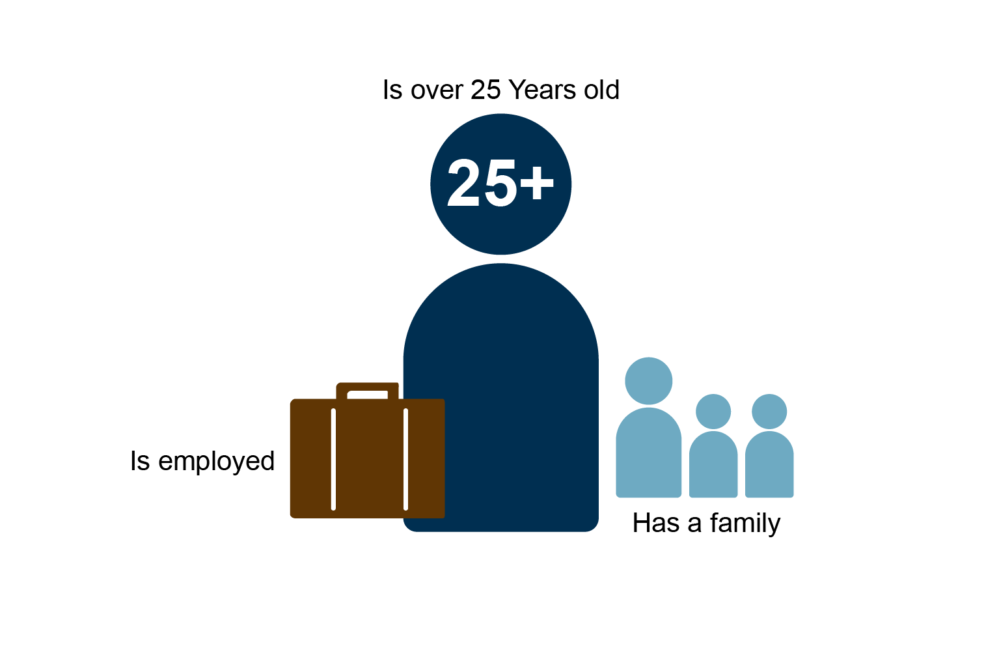 Is over 25 Years old
25+
Is employed
Has a family